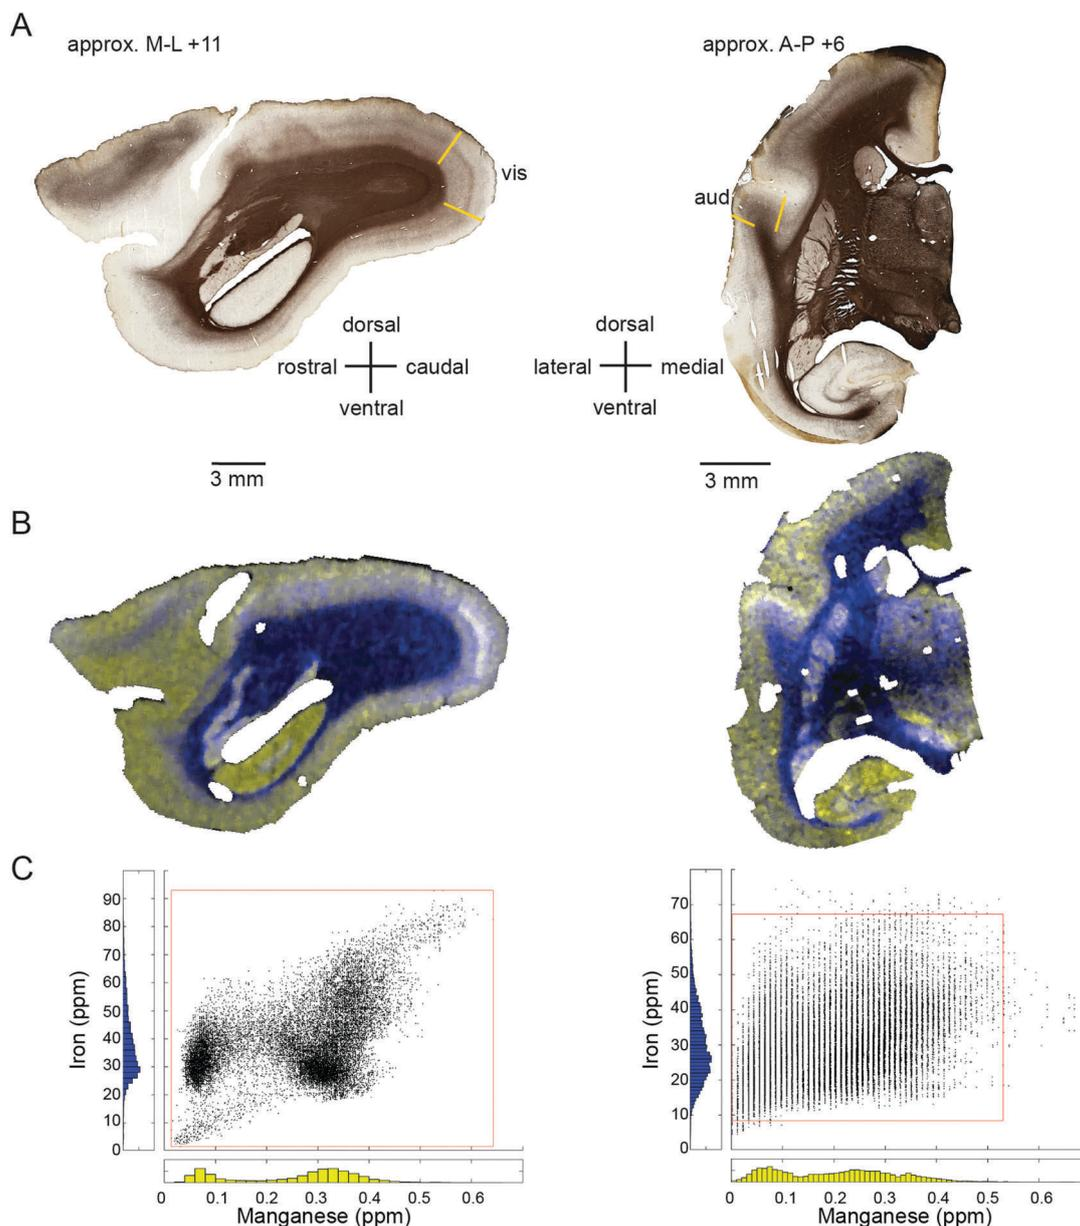 A
approx. M-L +11
approx. A-P +6
vis
aud
dorsal
rostral caudal
ventral
dorsal
lateral medial
ventral
3 mm
3 mm
B
C
Iron (ppm)
90
80
70
60
50
40
30
20
10
0
0 0.1 0.2 0.3 0.4 0.5 0.6
Manganese (ppm)
Iron (ppm)
70
60
50
40
30
20
10
0
0 0.1 0.2 0.3 0.4 0.5 0.6
Manganese (ppm)